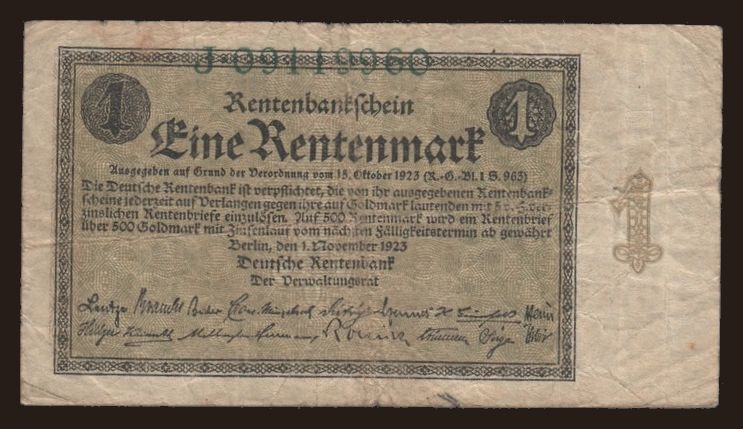 J·09419960
1
1
Rentenbankschein
Eine Rentenmark
Ausgegeben auf Grund der Verordnung vom 15. Oktober 1923 (R.-G.-Bl. I S. 963)
Die Deutsche Rentenbank ist verpflichtet, die von ihr ausgegebenen Rentenbank-
scheine jederzeit auf Verlangen gegen ihre auf Goldmark lautenden mit 5 v. H. ver-
zinslichen Rentenbriefe einzulösen. Auf 500 Rentenmark wird ein Rentenbrief
über 500 Goldmark mit Zinsenlauf vom nächsten Fälligkeitstermin ab gewährt
Berlin, den 1. November 1923
Deutsche Rentenbank
Der Verwaltungsrat
1